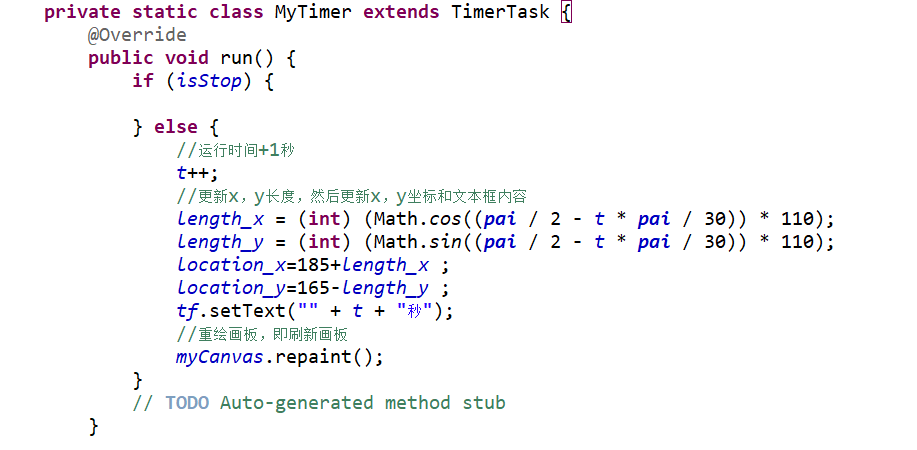 private static class MyTimer extends TimerTask {
@Override
public void run() {
if (isStop) {
} else {
//运行时间+1秒
t++;
//更新x，y长度，然后更新x，y坐标和文本框内容
length_x = (int) (Math.cos((pai / 2 - t * pai / 30)) * 110);
length_y = (int) (Math.sin((pai / 2 - t * pai / 30)) * 110);
location_x=185+length_x ;
location_y=165-length_y ;
tf.setText("" + t + "秒");
//重绘画板，即刷新画板
myCanvas.repaint();
}
// TODO Auto-generated method stub
}